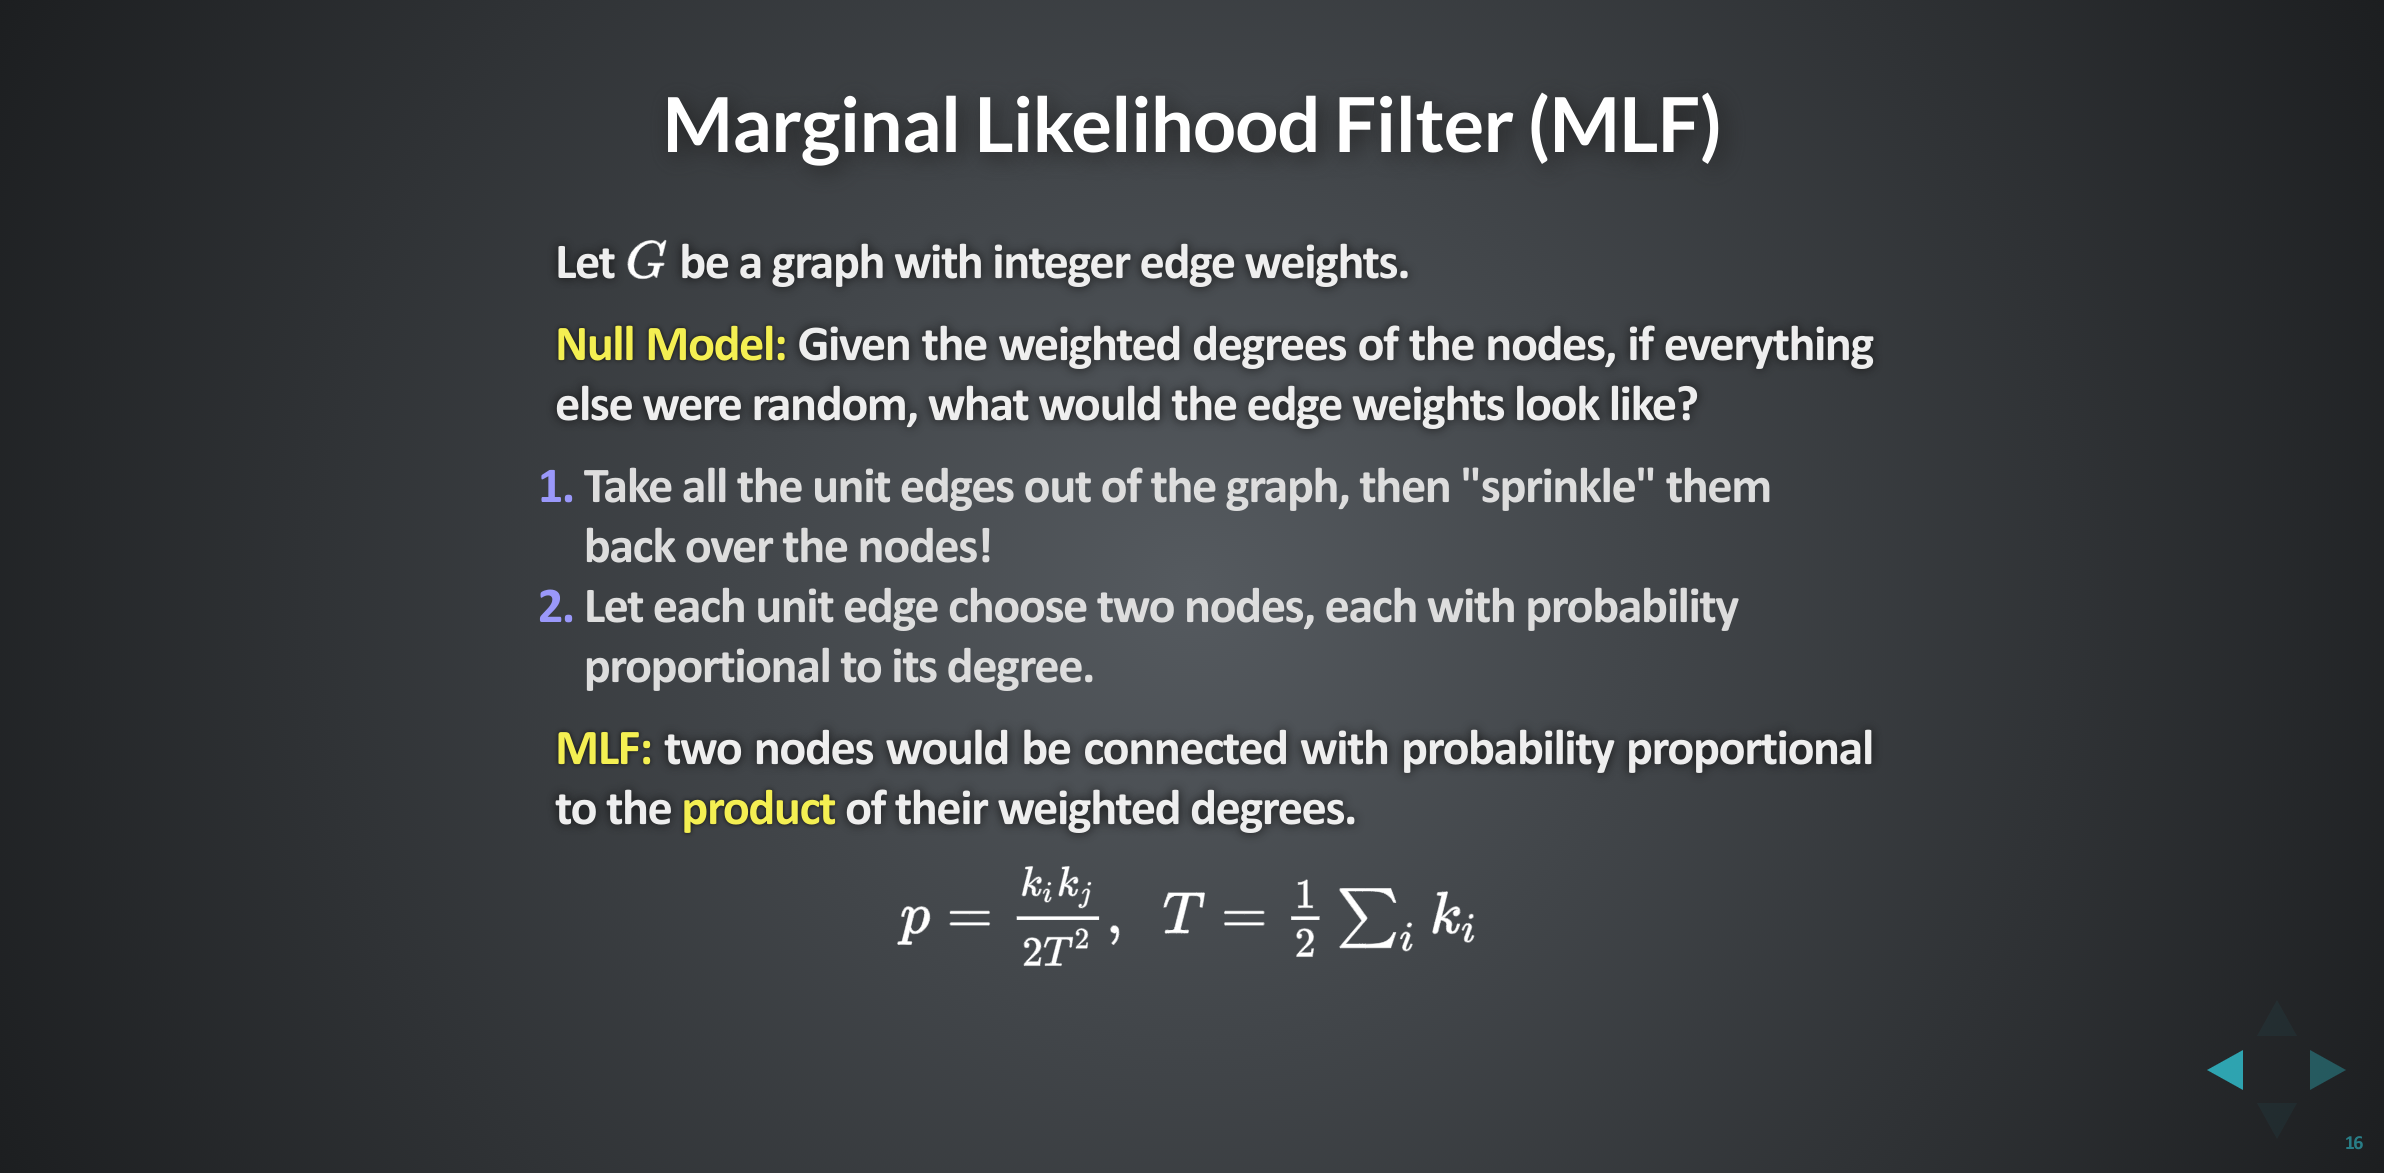 Marginal Likelihood Filter (MLF)
Let G be a graph with integer edge weights.
Null Model: Given the weighted degrees of the nodes, if everything
else were random, what would the edge weights look like?
1. Take all the unit edges out of the graph, then "sprinkle" them
back over the nodes!
2. Let each unit edge choose two nodes, each with probability
proportional to its degree.
MLF: two nodes would be connected with probability proportional
to the product of their weighted degrees.
p = \frac{k_i k_j}{2T^2}, T = \frac{1}{2} \sum_i k_i
16